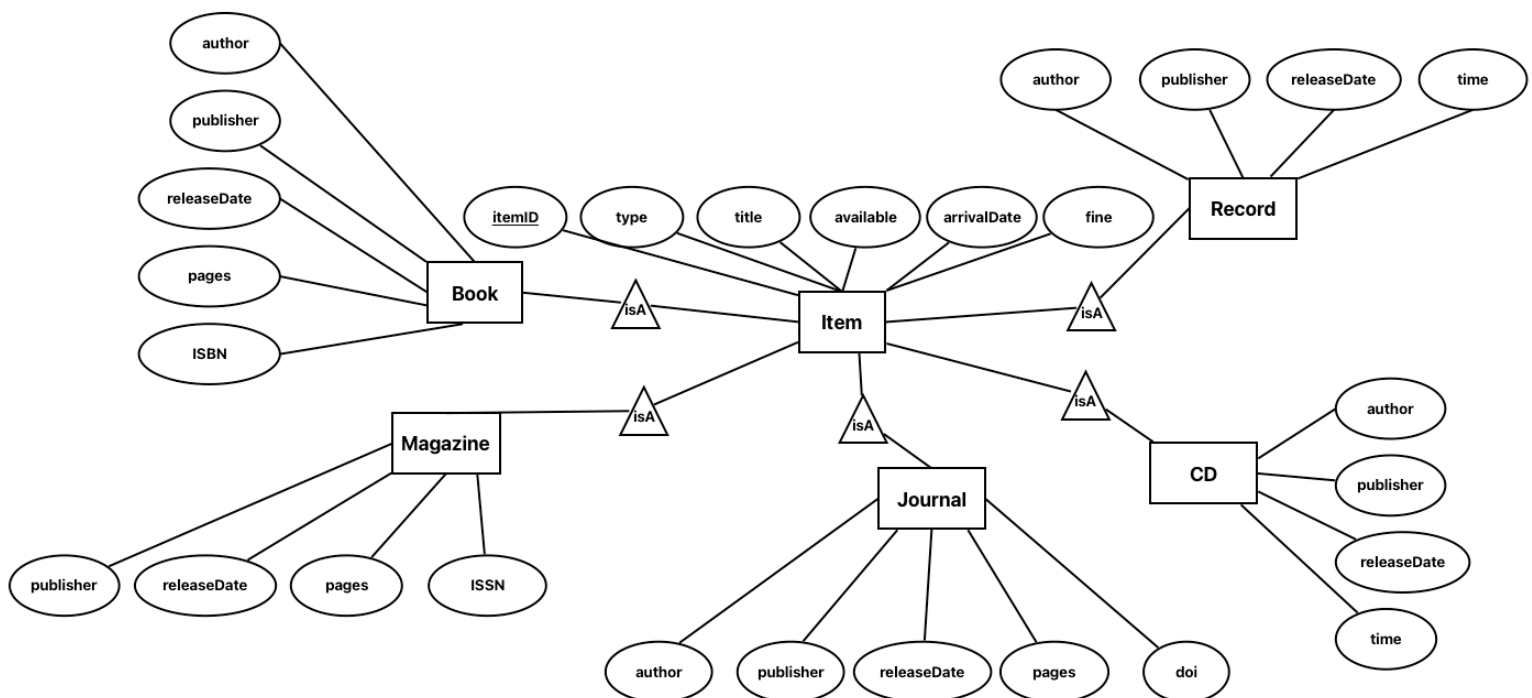 author
publisher
releaseDate
pages
ISBN
Book
isA
itemID
type
title
available
arrivalDate
fine
Item
author
publisher
releaseDate
time
Record
isA
isA
Magazine
publisher
releaseDate
pages
ISSN
isA
Journal
author
publisher
releaseDate
pages
doi
isA
CD
author
publisher
releaseDate
time